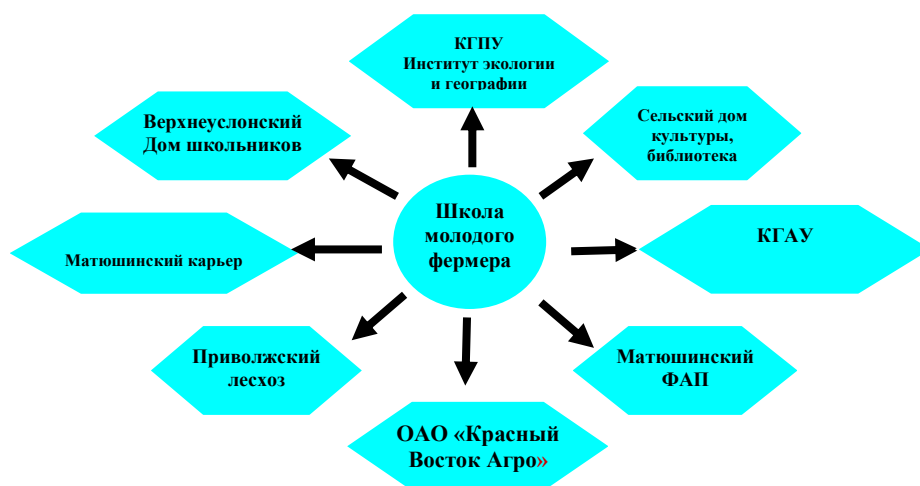 КГПУ
Институт экологии
и географии
Верхнеуслонский
Дом школьников
Сельский дом
культуры,
библиотека
Школа
молодого
фермера
КГАУ
Матюшинский карьер
Приволжский
лесхоз
Матюшинский
ФАП
ОАО «Красный
Восток Агро»